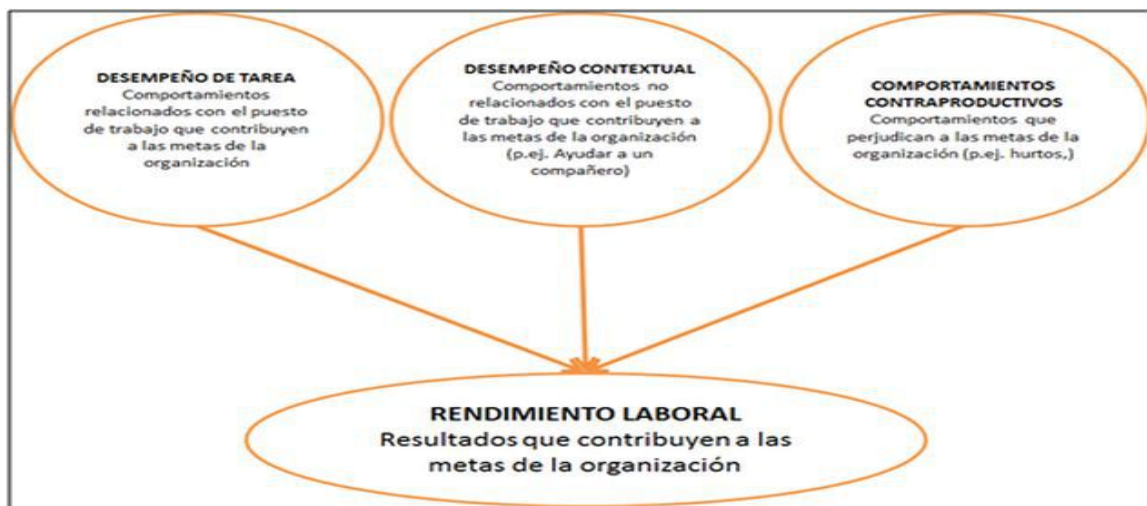 DESEMPEÑO DE TAREA
Comportamientos
relacionados con el puesto
de trabajo que contribuyen
a las metas de la
organización
DESEMPEÑO CONTEXTUAL
Comportamientos no
relacionados con el puesto
de trabajo que contribuyen a
las metas de la organización
(p.ej. Ayudar a un
compañero)
COMPORTAMIENTOS
CONTRAPRODUCTIVOS
Comportamientos que
perjudican a las metas de la
organización (p.ej. hurtos,)
RENDIMIENTO LABORAL
Resultados que contribuyen a las
metas de la organización